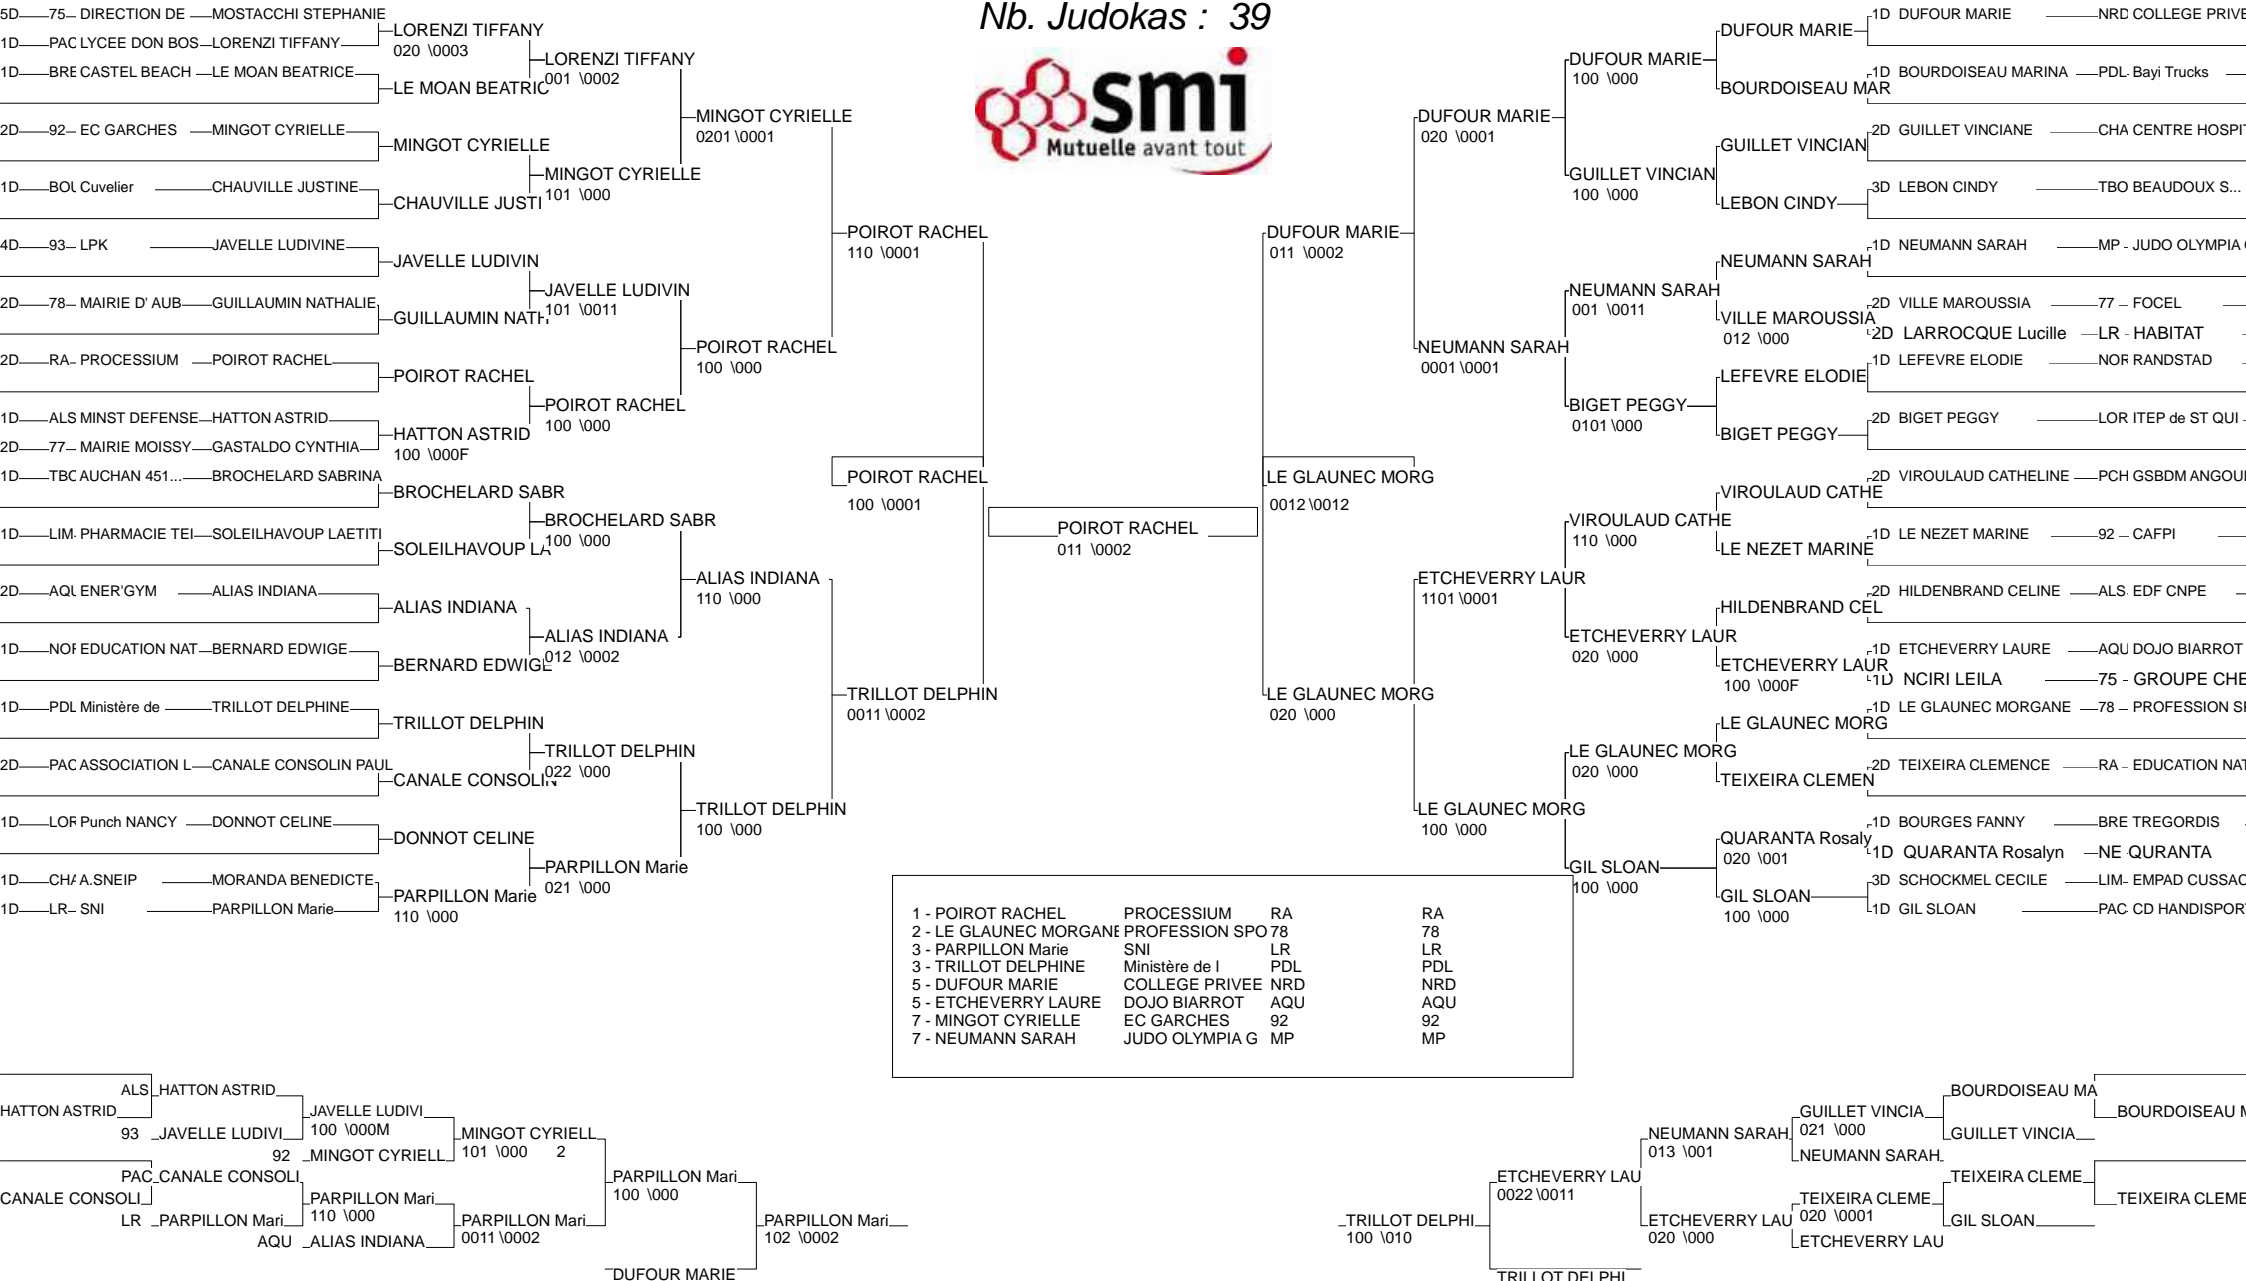 Nb. Judokas : 39
smi
Mutuelle avant tout
5D 75 DIRECTION DE MOSTACCHI STEPHANIE
1D PAC LYCEE DON BOS LORENZI TIFFANY
1D BRE CASTEL BEACH LE MOAN BEATRICE
2D 92 EC GARCHES MINGOT CYRIELLE
1D BOU Cuvelier CHAUVILLE JUSTINE
4D 93 LPK JAVELLE LUDIVINE
2D 78 MAIRIE D' AUB GUILLAUMIN NATHALIE
2D RA PROCESSIUM POIROT RACHEL
1D ALS MINST DEFENSE HATTON ASTRID
2D 77 MAIRIE MOISSY GASTALDO CYNTHIA
1D TBO AUCHAN 451... BROCHELARD SABRINA
1D LIM PHARMACIE TEI SOLEILHAVOUP LAETITI
2D AQU ENER'GYM ALIAS INDIANA
1D NOR EDUCATION NAT BERNARD EDWIGE
1D PDL Ministère de TRILLOT DELPHINE
2D PAC ASSOCIATION L CANALE CONSOLIN PAUL
1D LOR Punch NANCY DONNOT CELINE
1D CHA A.SNEIP MORANDA BENEDICTE
1D LR SNI PARPILLON Marie
LORENZI TIFFANY
020 \0003
LE MOAN BEATRIC
MINGOT CYRIELLE
CHAUVILLE JUSTI
JAVELLE LUDIVIN
GUILLAUMIN NATH
POIROT RACHEL
HATTON ASTRID
100 \000F
BROCHELARD SABR
SOLEILHAVOUP LA
ALIAS INDIANA
BERNARD EDWIGE
TRILLOT DELPHIN
CANALE CONSOLIN
DONNOT CELINE
PARPILLON Marie
110 \000
LORENZI TIFFANY
001 \0002
MINGOT CYRIELLE
101 \000
JAVELLE LUDIVIN
101 \0011
POIROT RACHEL
100 \000
BROCHELARD SABR
100 \000
ALIAS INDIANA
012 \0002
TRILLOT DELPHIN
022 \000
PARPILLON Marie
021 \000
MINGOT CYRIELLE
0201 \0001
POIROT RACHEL
100 \000
ALIAS INDIANA
110 \000
TRILLOT DELPHIN
100 \000
POIROT RACHEL
110 \0001
POIROT RACHEL
100 \0001
TRILLOT DELPHIN
0011 \0002
POIROT RACHEL
011 \0002
DUFOUR MARIE
011 \0002
LE GLAUNEC MORG
0012 \0012
LE GLAUNEC MORG
020 \000
DUFOUR MARIE
020 \0001
NEUMANN SARAH
0001 \0001
ETCHEVERRY LAUR
1101 \0001
LE GLAUNEC MORG
100 \000
DUFOUR MARIE
100 \000
GUILLET VINCIAN
100 \000
NEUMANN SARAH
001 \0011
BIGET PEGGY
0101 \000
VIROULAUD CATHE
110 \000
ETCHEVERRY LAUR
020 \000
LE GLAUNEC MORG
020 \000
GIL SLOAN
100 \000
DUFOUR MARIE
BOURDOISEAU MAR
GUILLET VINCIAN
LEBON CINDY
NEUMANN SARAH
VILLE MAROUSSIA
012 \000
LEFEVRE ELODIE
BIGET PEGGY
VIROULAUD CATHE
LE NEZET MARINE
HILDENBRAND CEL
ETCHEVERRY LAUR
100 \000F
LE GLAUNEC MORG
TEIXEIRA CLEMEN
QUARANTA Rosaly
020 \001
GIL SLOAN
100 \000
1D DUFOUR MARIE NRD COLLEGE PRIVE
1D BOURDOISEAU MARINA PDL Bayi Trucks
2D GUILLET VINCIANE CHA CENTRE HOSPIT
3D LEBON CINDY TBO BEAUDOUX S...
1D NEUMANN SARAH MP - JUDO OLYMPIA
2D VILLE MAROUSSIA 77 FOCEL
2D LARROCQUE Lucille LR - HABITAT
1D LEFEVRE ELODIE NOR RANDSTAD
2D BIGET PEGGY LOR ITEP de ST QUI
2D VIROULAUD CATHELINE PCH GSBDM ANGOUL
1D LE NEZET MARINE 92 CAFPI
2D HILDENBRAND CELINE ALS EDF CNPE
1D ETCHEVERRY LAURE AQU DOJO BIARROT
1D NCIRI LEILA 75 - GROUPE CHE
1D LE GLAUNEC MORGANE 78 PROFESSION SP
2D TEIXEIRA CLEMENCE RA EDUCATION NAT
1D BOURGES FANNY BRE TREGORDIS
1D QUARANTA Rosalyn NE QURANTA
3D SCHOCKMEL CECILE LIM EMPAD CUSSAC
1D GIL SLOAN PAC CD HANDISPORT
1 - POIROT RACHEL PROCESSIUM RA RA
2 - LE GLAUNEC MORGANE PROFESSION SPO 78 78
3 - PARPILLON Marie SNI LR LR
3 - TRILLOT DELPHINE Ministère de l PDL PDL
5 - DUFOUR MARIE COLLEGE PRIVEE NRD NRD
5 - ETCHEVERRY LAURE DOJO BIARROT AQU AQU
7 - MINGOT CYRIELLE EC GARCHES 92 92
7 - NEUMANN SARAH JUDO OLYMPIA G MP MP
HATTON ASTRID
CANALE CONSOLI
ALS HATTON ASTRID
93 JAVELLE LUDIVI
PAC CANALE CONSOLI
LR PARPILLON Mari
JAVELLE LUDIVI
100 \000M
92 MINGOT CYRIELL
PARPILLON Mari
110 \000
AQU ALIAS INDIANA
MINGOT CYRIELL
101 \000 2
PARPILLON Mari
0011 \0002
PARPILLON Mari
100 \000
DUFOUR MARIE
PARPILLON Mari
102 \0002
TRILLOT DELPHI
100 \010
ETCHEVERRY LAU
0022 \0011
TRILLOT DELPHI
NEUMANN SARAH
013 \001
ETCHEVERRY LAU
020 \000
GUILLET VINCIA
021 \000
NEUMANN SARAH
TEIXEIRA CLEME
020 \0001
ETCHEVERRY LAU
BOURDOISEAU MA
GUILLET VINCIA
TEIXEIRA CLEME
GIL SLOAN
BOURDOISEAU M
TEIXEIRA CLEME